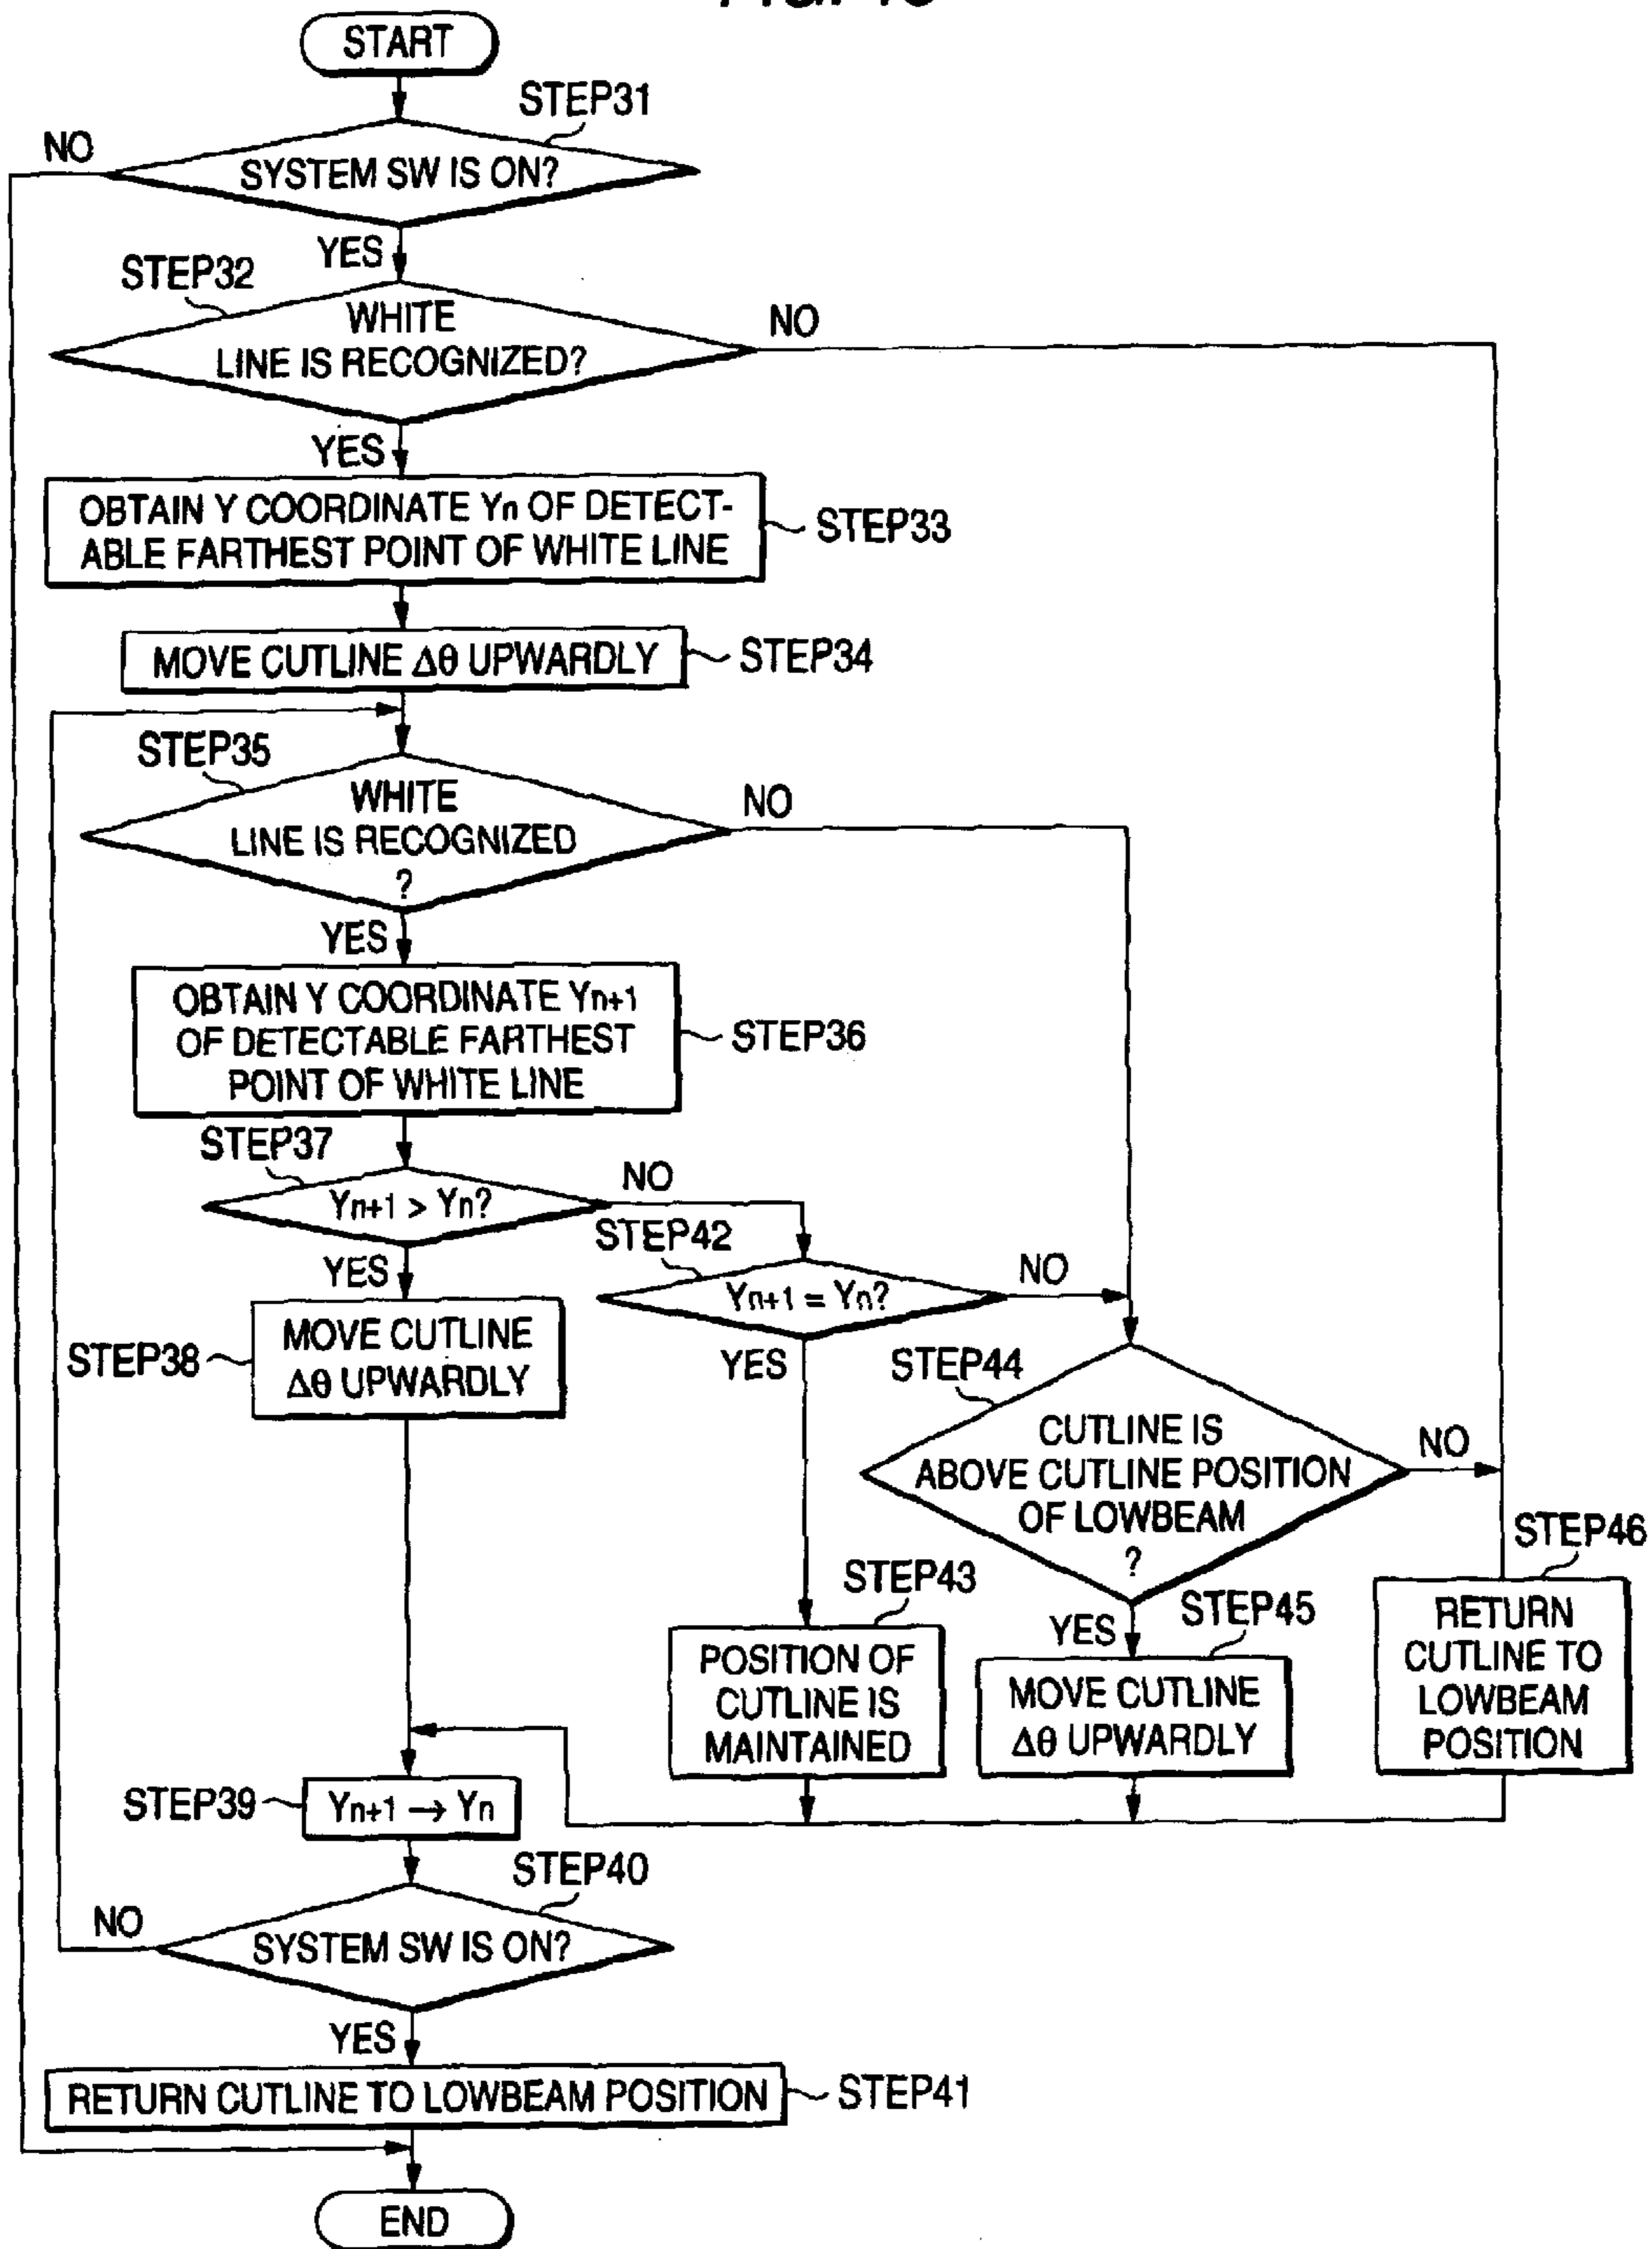 START
STEP31
NO
SYSTEM SW IS ON?
YES
STEP32
WHITE
LINE IS RECOGNIZED?
NO
YES
OBTAIN Y COORDINATE Yn OF DETECT-
ABLE FARTHEST POINT OF WHITE LINE
STEP33
MOVE CUTLINE Δθ UPWARDLY
STEP34
STEP35
WHITE
LINE IS RECOGNIZED
?
NO
YES
OBTAIN Y COORDINATE Yn+1
OF DETECTABLE FARTHEST
POINT OF WHITE LINE
STEP36
STEP37
Yn+1 > Yn?
NO
YES
STEP42
Yn+1 = Yn?
NO
YES
STEP38
MOVE CUTLINE
Δθ UPWARDLY
STEP44
CUTLINE IS
ABOVE CUTLINE POSITION
OF LOWBEAM
?
NO
YES
STEP43
POSITION OF
CUTLINE IS
MAINTAINED
STEP45
MOVE CUTLINE
Δθ UPWARDLY
STEP46
RETURN
CUTLINE TO
LOWBEAM
POSITION
STEP39
Yn+1 → Yn
STEP40
NO
SYSTEM SW IS ON?
YES
RETURN CUTLINE TO LOWBEAM POSITION
STEP41
END